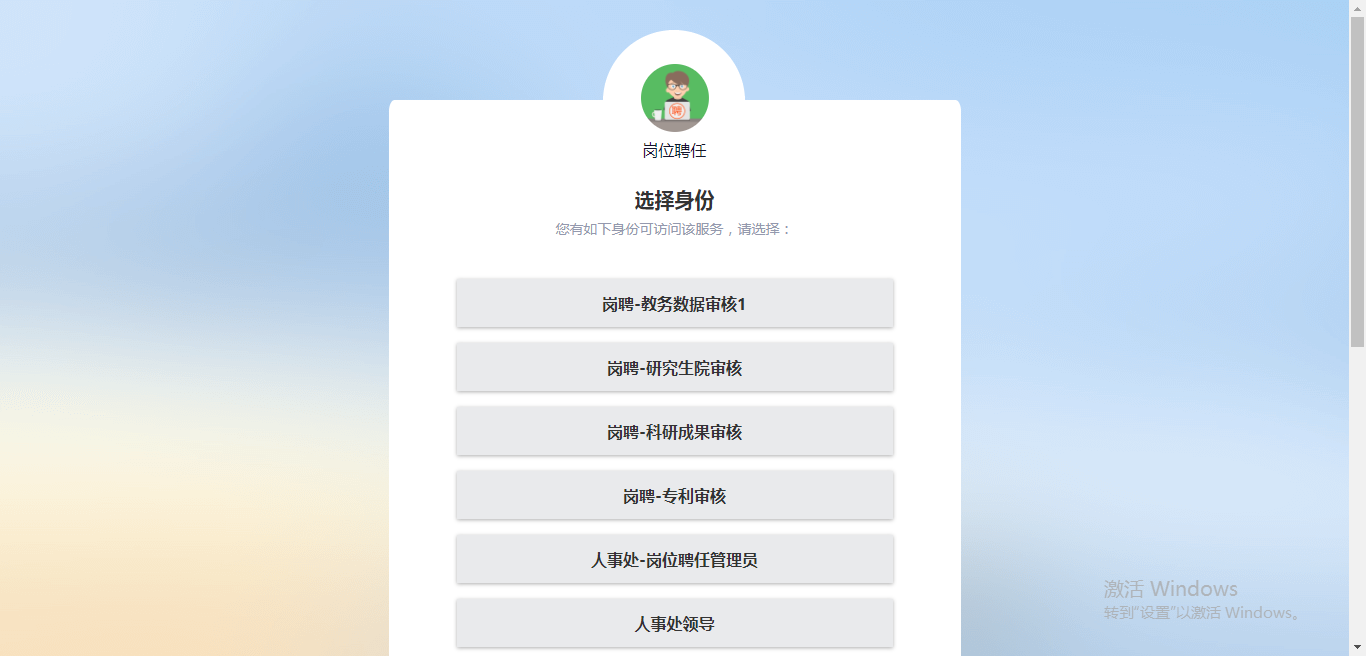 聘
岗位聘任
选择身份
您有如下身份可访问该服务，请选择：
岗聘-教务数据审核1
岗聘-研究生院审核
岗聘-科研成果审核
岗聘-专利审核
人事处-岗位聘任管理员
人事处领导
激活 Windows
转到"设置"以激活 Windows。